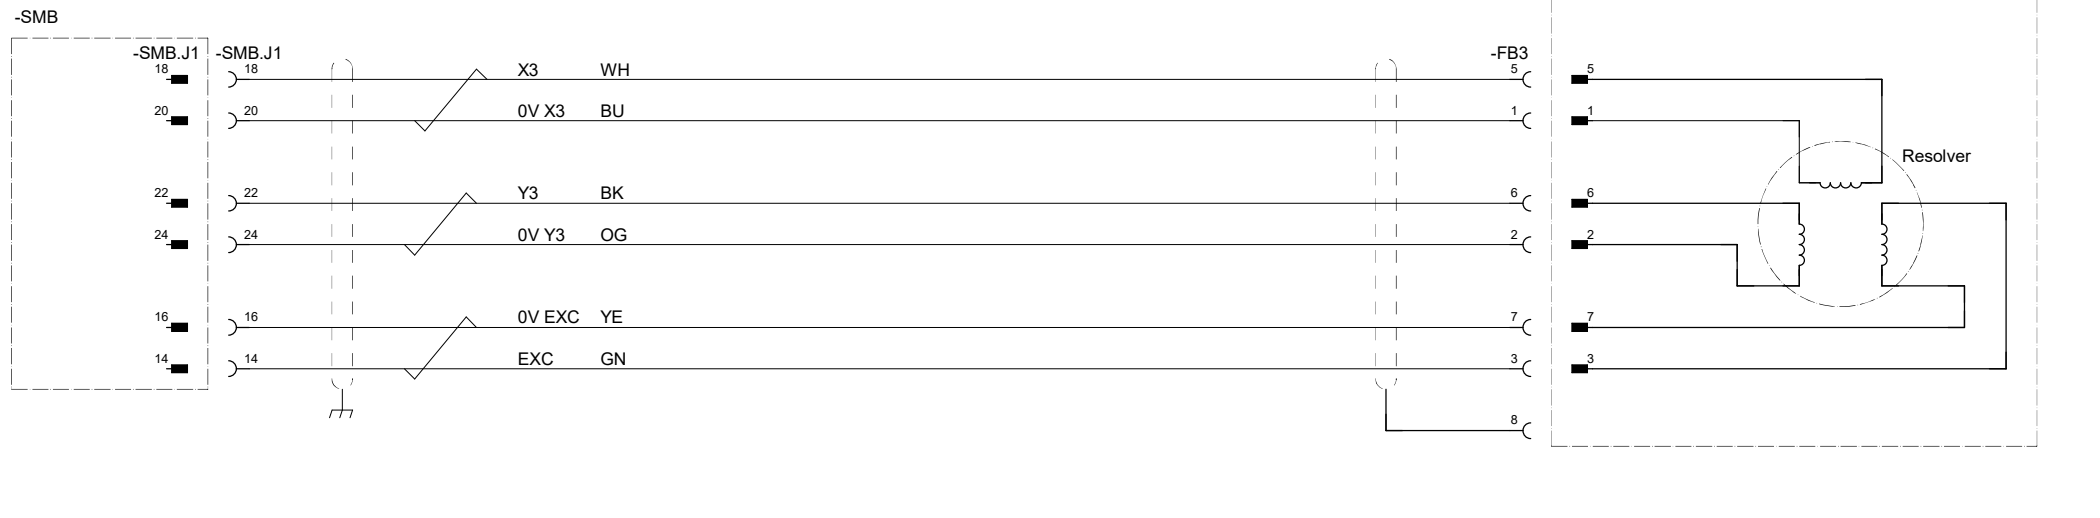 -SMB
-SMB.J1 -SMB.J1 -FB3
18 18 X3 WH 5 5
20 20 0V X3 BU 1 1
Resolver
22 22 Y3 BK 6 6
24 24 0V Y3 OG 2 2
16 16 0V EXC YE 7 7
14 14 EXC GN 3 3
8